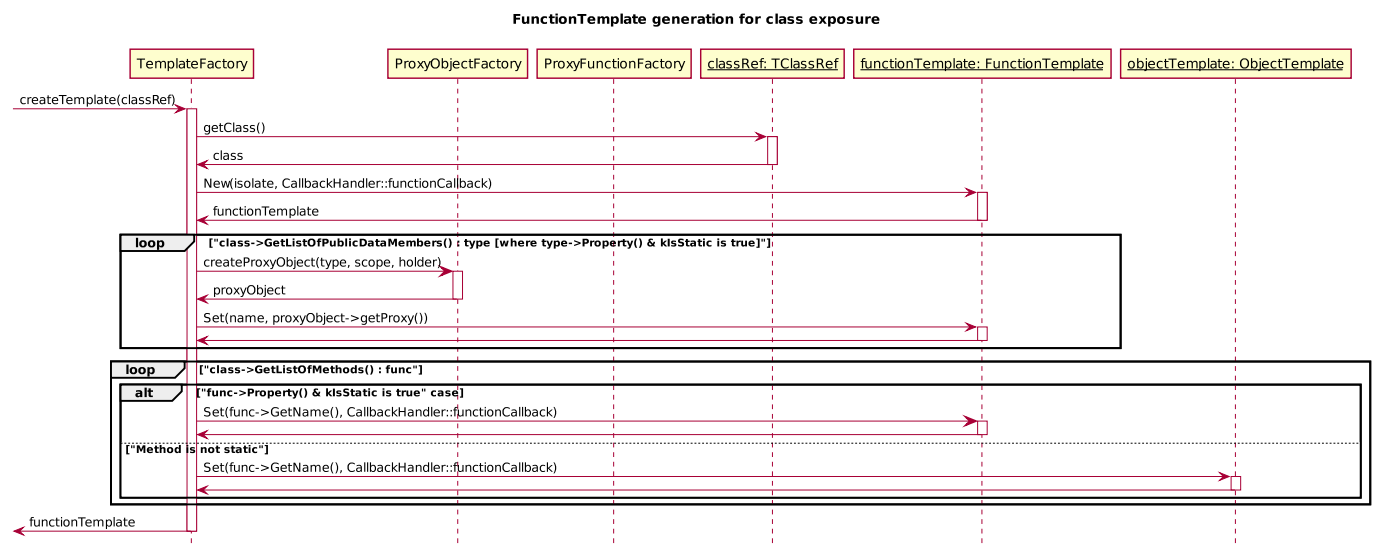 FunctionTemplate generation for class exposure
TemplateFactory
ProxyObjectFactory
ProxyFunctionFactory
classRef: TClassRef
functionTemplate: FunctionTemplate
objectTemplate: ObjectTemplate
createTemplate(classRef)
getClass()
class
New(isolate, CallbackHandler::functionCallback)
functionTemplate
loop ["class->GetListOfPublicDataMembers() : type [where type->Property() & kIsStatic is true]"]
createProxyObject(type, scope, holder)
proxyObject
Set(name, proxyObject->getProxy())
loop ["class->GetListOfMethods() : func"]
alt ["func->Property() & kIsStatic is true" case]
Set(func->GetName(), CallbackHandler::functionCallback)
["Method is not static"]
Set(func->GetName(), CallbackHandler::functionCallback)
functionTemplate